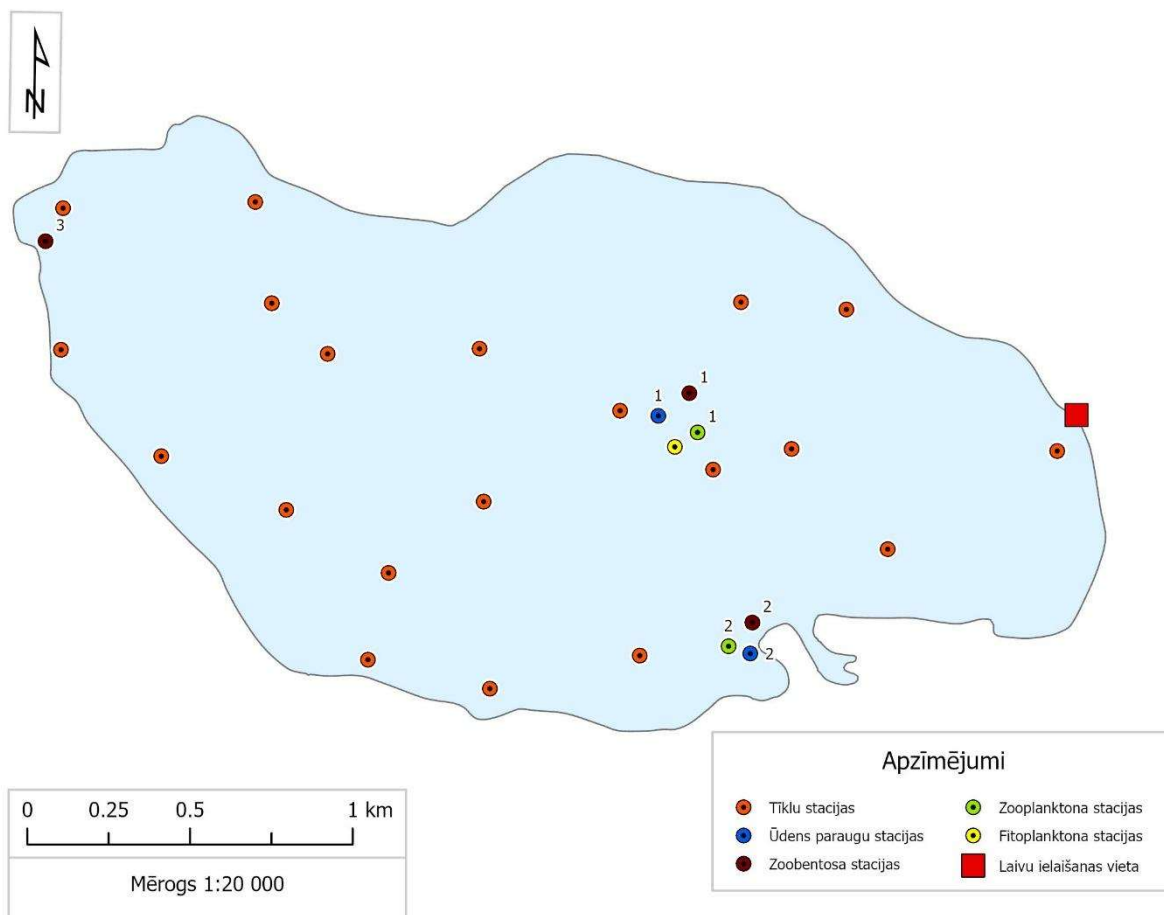 N
3
1
1
1
2
2
2
0 0.25 0.5 1 km
Mērogs 1:20 000
Apzīmējumi
Tīklu stacijas
Ūdens paraugu stacijas
Zoobentosa stacijas
Zooplanktona stacijas
Fitoplanktona stacijas
Laivu ielaišanas vieta